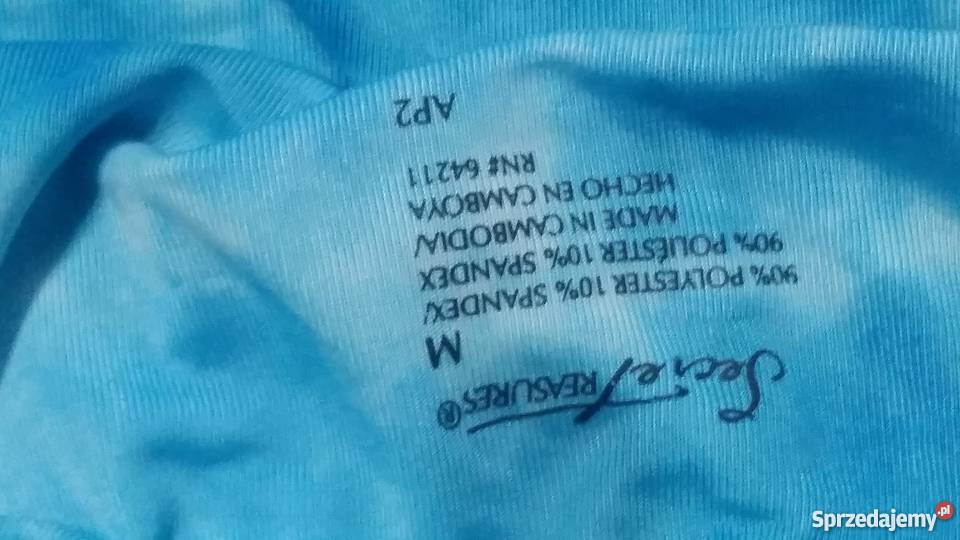 Secret TREASURES®
M
90% POLYESTER 10% SPANDEX/
90% POLIÉSTER 10% SPANDEX
MADE IN CAMBODIA/
HECHO EN CAMBOYA
RN# 64211
AP2
Sprzedajemy.pl